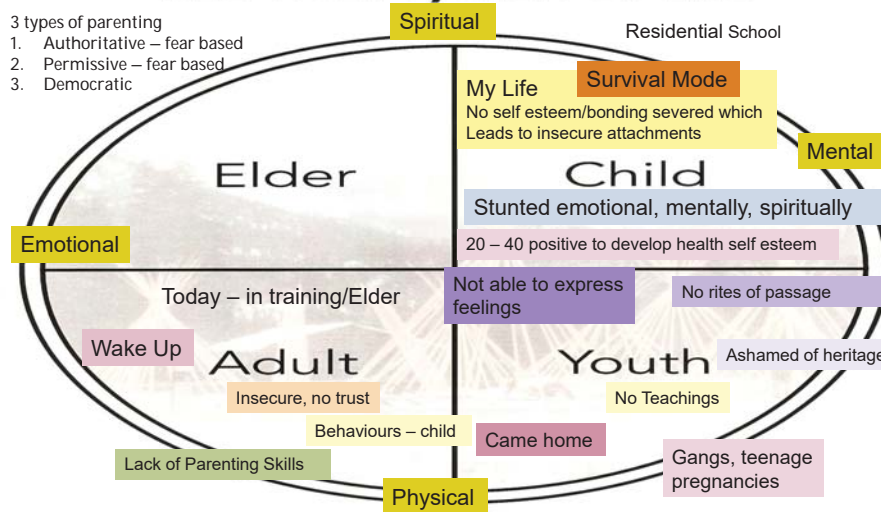 3 types of parenting
1. Authoritative – fear based
2. Permissive – fear based
3. Democratic
Spiritual
Residential School
Survival Mode
My Life
No self esteem/bonding severed which
Leads to insecure attachments
Mental
Elder
Child
Stunted emotional, mentally, spiritually
Emotional
20 – 40 positive to develop health self esteem
Today – in training/Elder
Not able to express
feelings
No rites of passage
Wake Up
Adult
Youth
Ashamed of heritage
Insecure, no trust
No Teachings
Behaviours – child
Came home
Lack of Parenting Skills
Gangs, teenage
pregnancies
Physical